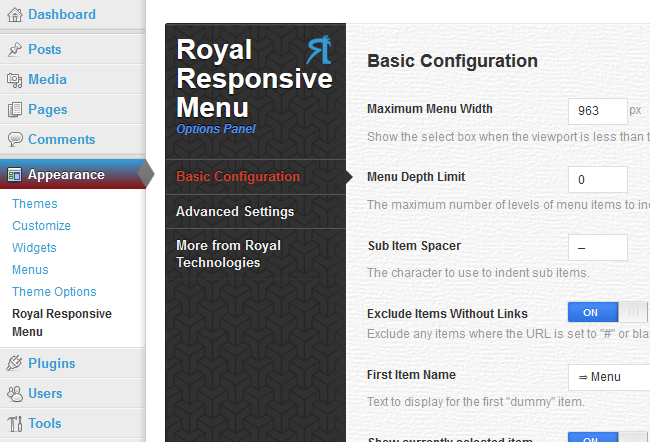 Dashboard
Posts
Media
Pages
Comments
Appearance
Themes
Customize
Widgets
Menus
Theme Options
Royal Responsive
Menu
Plugins
Users
Tools
Royal
Responsive
Menu
Options Panel
Basic Configuration
Advanced Settings
More from Royal
Technologies
Basic Configuration
Maximum Menu Width
963 px
Show the select box when the viewport is less than
Menu Depth Limit
0
The maximum number of levels of menu items to
Sub Item Spacer
–
The character to use to indent sub items.
Exclude Items Without Links
ON
Exclude any items where the URL is set to "#" or
First Item Name
⇒ Menu
Text to display for the first "dummy" item.
Show currently selected item
ON